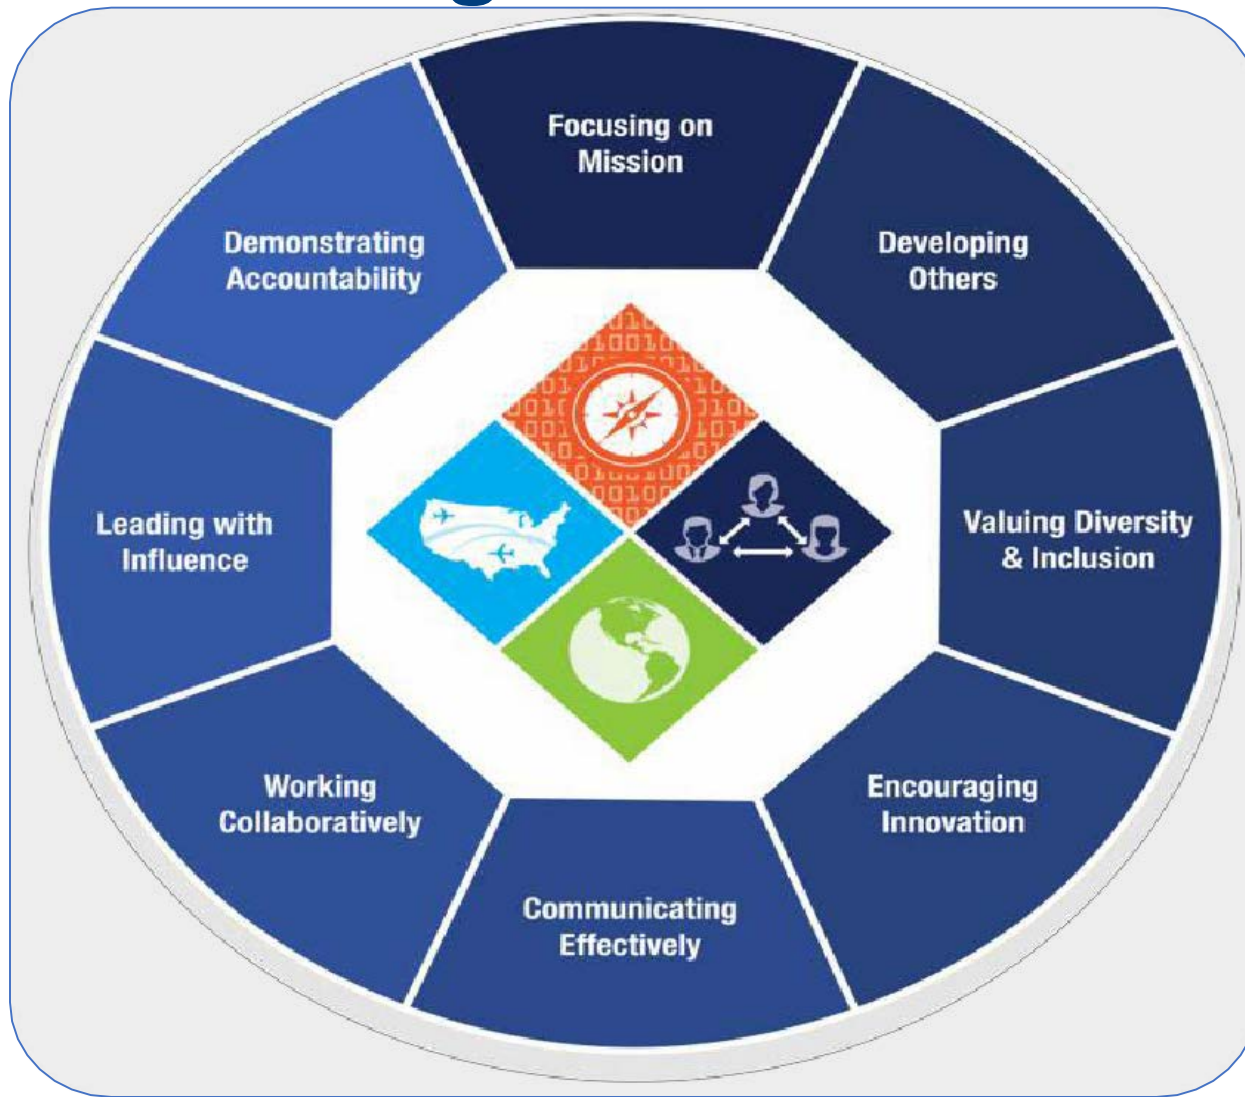 Focusing on
Mission
Developing
Others
Valuing Diversity
& Inclusion
Encouraging
Innovation
Communicating
Effectively
Working
Collaboratively
Leading with
Influence
Demonstrating
Accountability